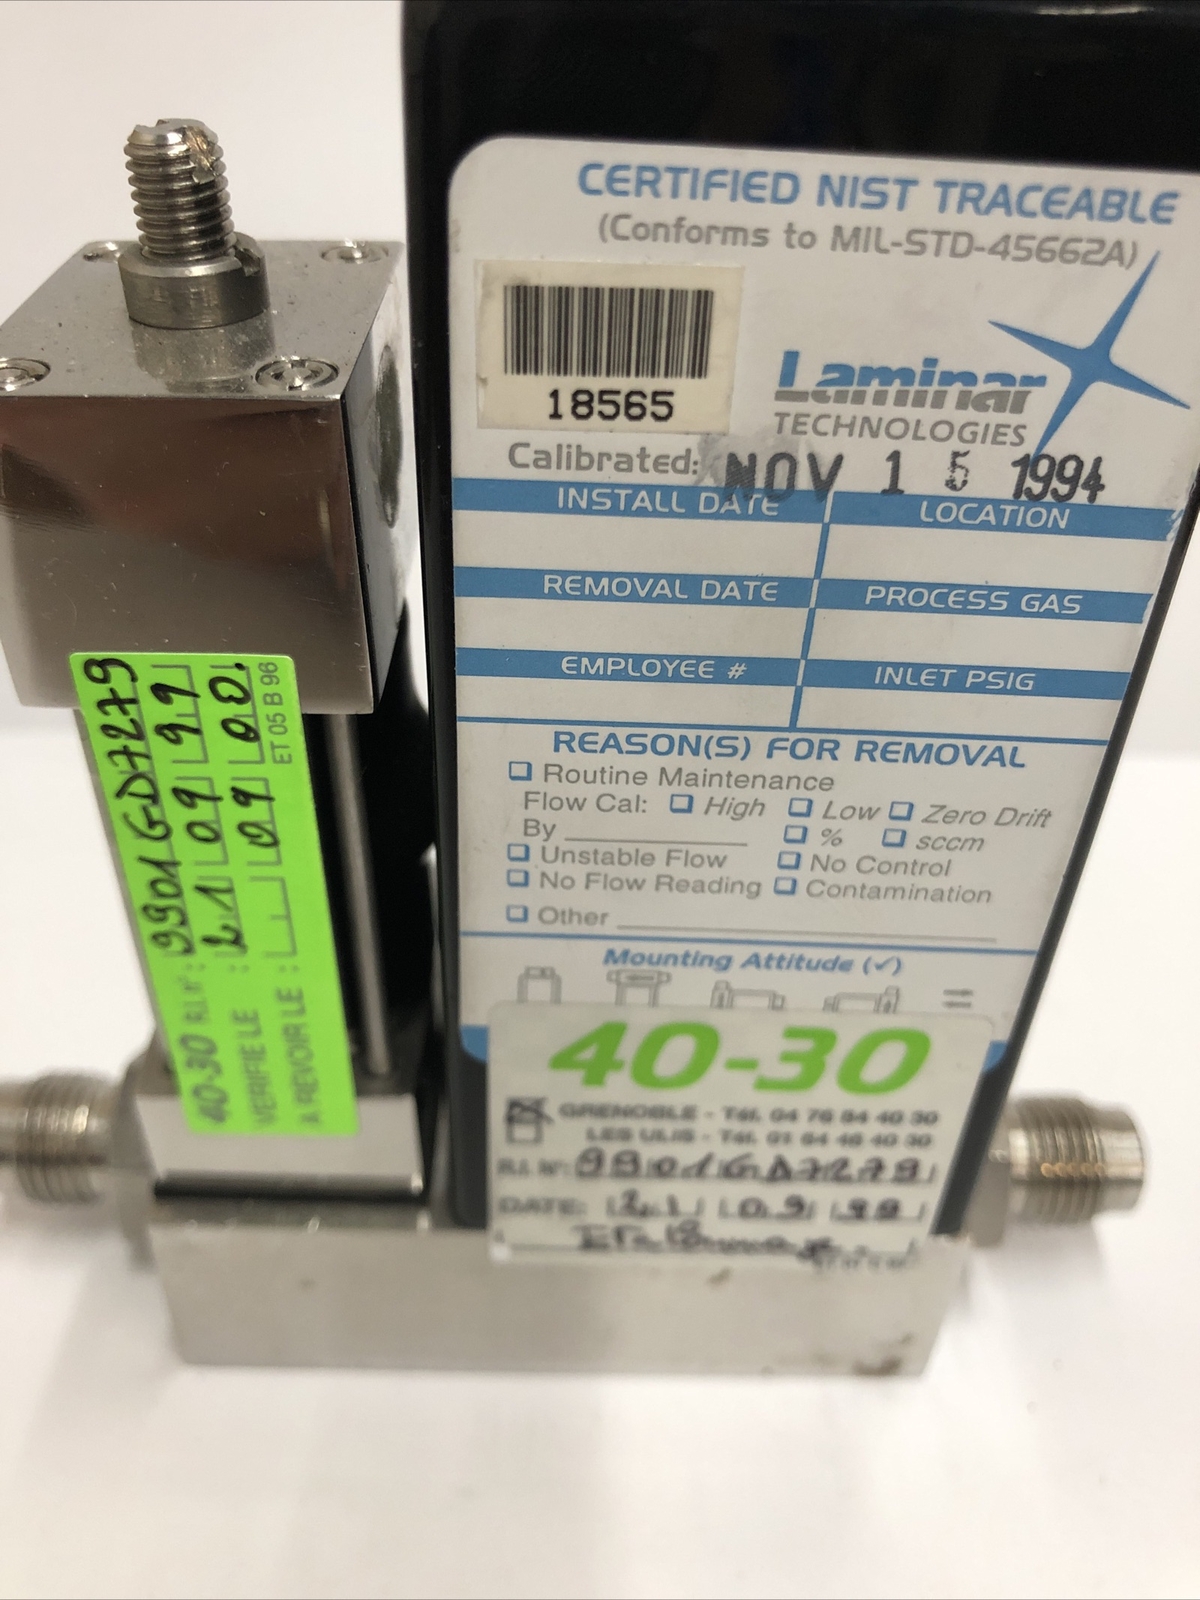 CERTIFIED NIST TRACEABLE
(Conforms to MIL-STD-45662A)
18565
Laminar
TECHNOLOGIES
Calibrated: NOV 15 1994
INSTALL DATE LOCATION
REMOVAL DATE PROCESS GAS
EMPLOYEE # INLET PSIG
REASON(S) FOR REMOVAL
Routine Maintenance
Flow Cal: High Low Zero Drift
By % sccm
Unstable Flow No Control
No Flow Reading Contamination
Other
Mounting Attitude (✓)
40-30
GRENOBLE - Tél. 04 76 84 40 30
LES ULIS - Tél. 01 64 46 40 30
R.I. N°: 9901GD7279
DATE: 21 09 99
40-30 R.I. N°: 9901GD7279
VERIFIE LE : 21 09 99
A REVOIR LE : 09 00
ET 05 B 96